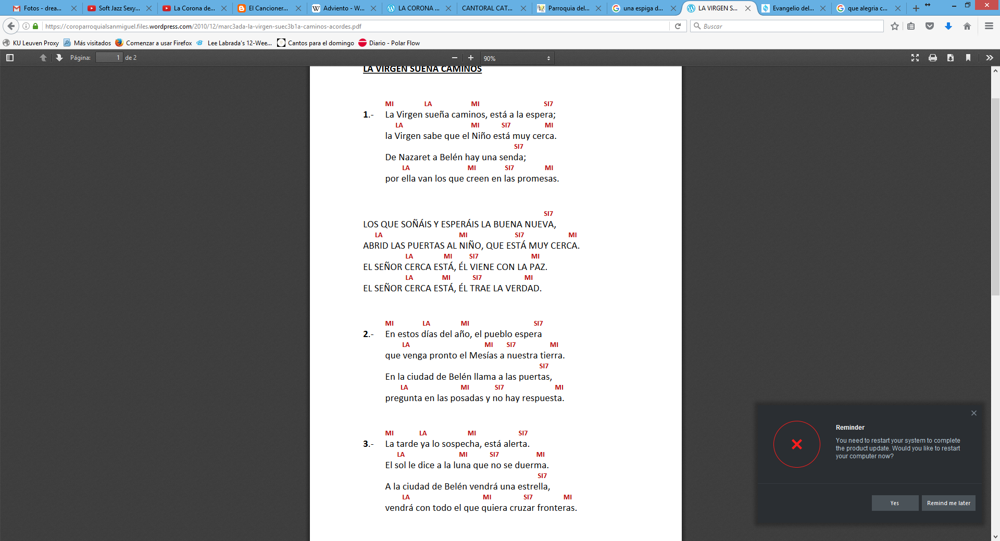 Fotos - drea...
Soft Jazz Sexy...
La Corona de...
El Cancioner...
Adviento - W...
LA CORONA ...
CANTORAL CAT...
Parroquia del...
una espiga d...
LA VIRGEN S...
Evangelio del...
que alegria c...
https://coroparroquialsanmiguel.files.wordpress.com/2010/12/marc3ada-la-virgen-suec3b1a-caminos-acordes.pdf
Buscar
KU Leuven Proxy
Más visitados
Comenzar a usar Firefox
Lee Labrada's 12-Wee...
Cantos para el domingo
Diario - Polar Flow
Página: 1 de 2
90%
LA VIRGEN SUEÑA CAMINOS
MI LA MI SI7
1.- La Virgen sueña caminos, está a la espera;
LA MI SI7 MI
la Virgen sabe que el Niño está muy cerca.
SI7
De Nazaret a Belén hay una senda;
LA MI SI7 MI
por ella van los que creen en las promesas.
SI7
LOS QUE SOÑÁIS Y ESPERÁIS LA BUENA NUEVA,
LA MI SI7 MI
ABRID LAS PUERTAS AL NIÑO, QUE ESTÁ MUY CERCA.
LA MI SI7 MI
EL SEÑOR CERCA ESTÁ, ÉL VIENE CON LA PAZ.
LA MI SI7 MI
EL SEÑOR CERCA ESTÁ, ÉL TRAE LA VERDAD.
MI LA MI SI7
2.- En estos días del año, el pueblo espera
LA MI SI7 MI
que venga pronto el Mesías a nuestra tierra.
SI7
En la ciudad de Belén llama a las puertas,
LA MI SI7 MI
pregunta en las posadas y no hay respuesta.
MI LA MI SI7
3.- La tarde ya lo sospecha, está alerta.
LA MI SI7 MI
El sol le dice a la luna que no se duerma.
SI7
A la ciudad de Belén vendrá una estrella,
LA MI SI7 MI
vendrá con todo el que quiera cruzar fronteras.
Reminder
You need to restart your system to complete
the product update. Would you like to restart
your computer now?
Yes
Remind me later